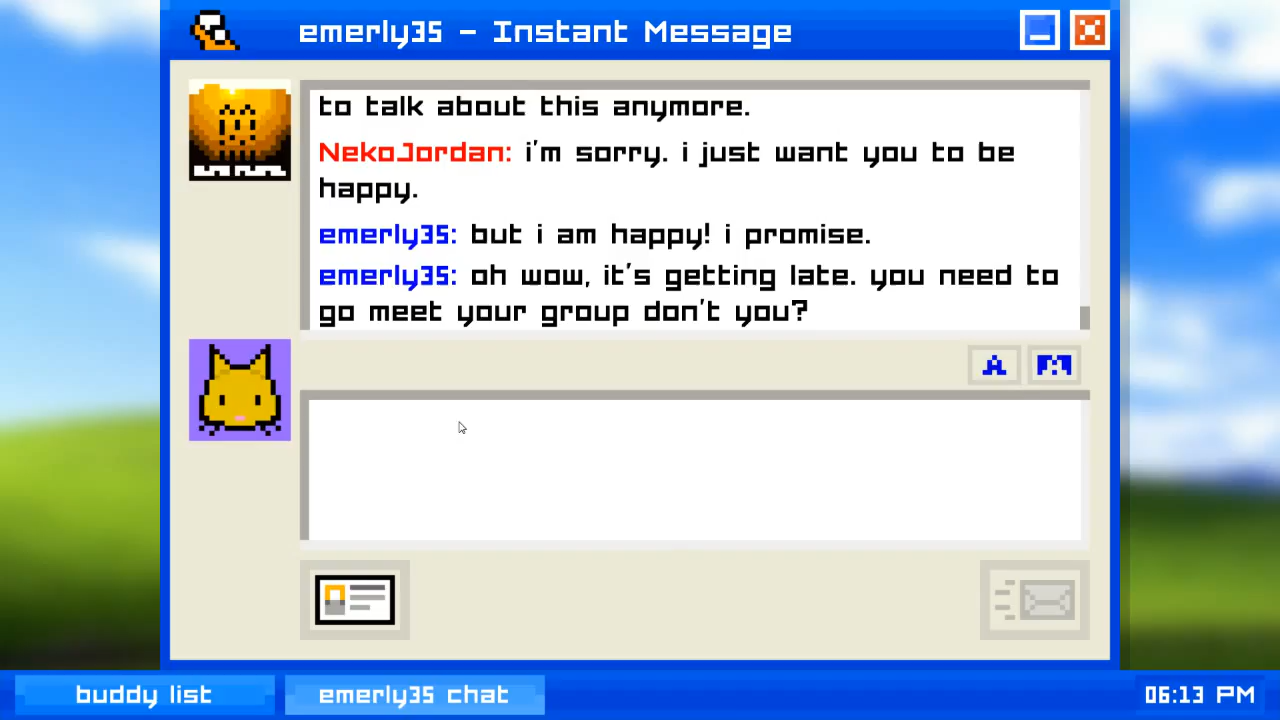 emerly35 - Instant Message
to talk about this anymore.
NekoJordan: i'm sorry. i just want you to be
happy.
emerly35: but i am happy! i promise.
emerly35: oh wow, it's getting late. you need to
go meet your group don't you?
A
buddy list
emerly35 chat
06:13 PM